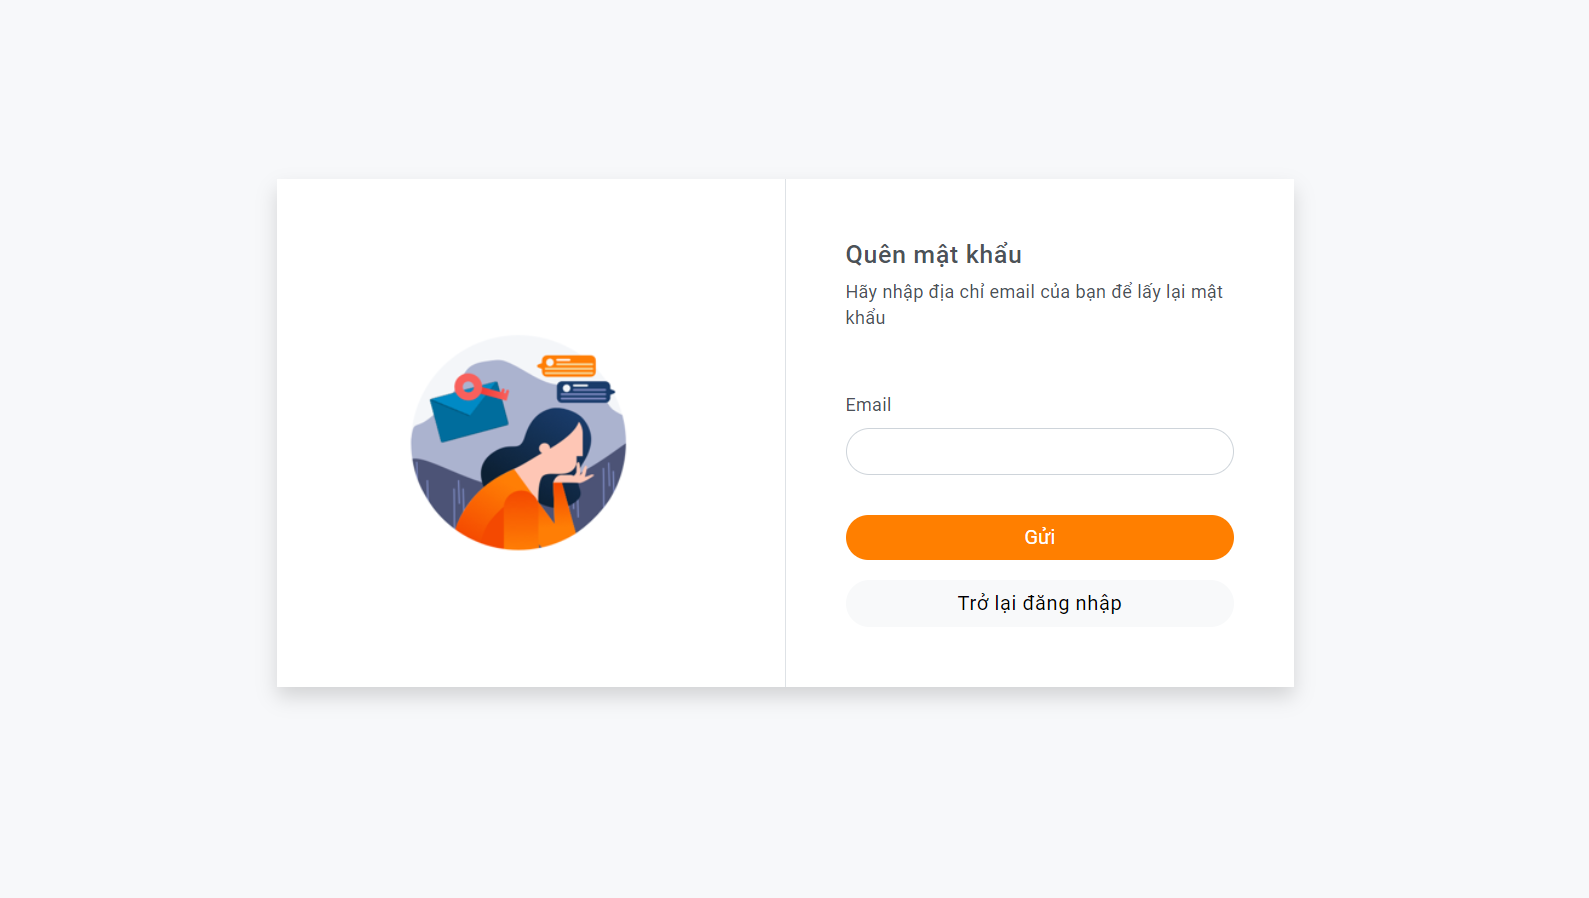 Quên mật khẩu
Hãy nhập địa chỉ email của bạn để lấy lại mật
khẩu
Email
Gửi
Trở lại đăng nhập